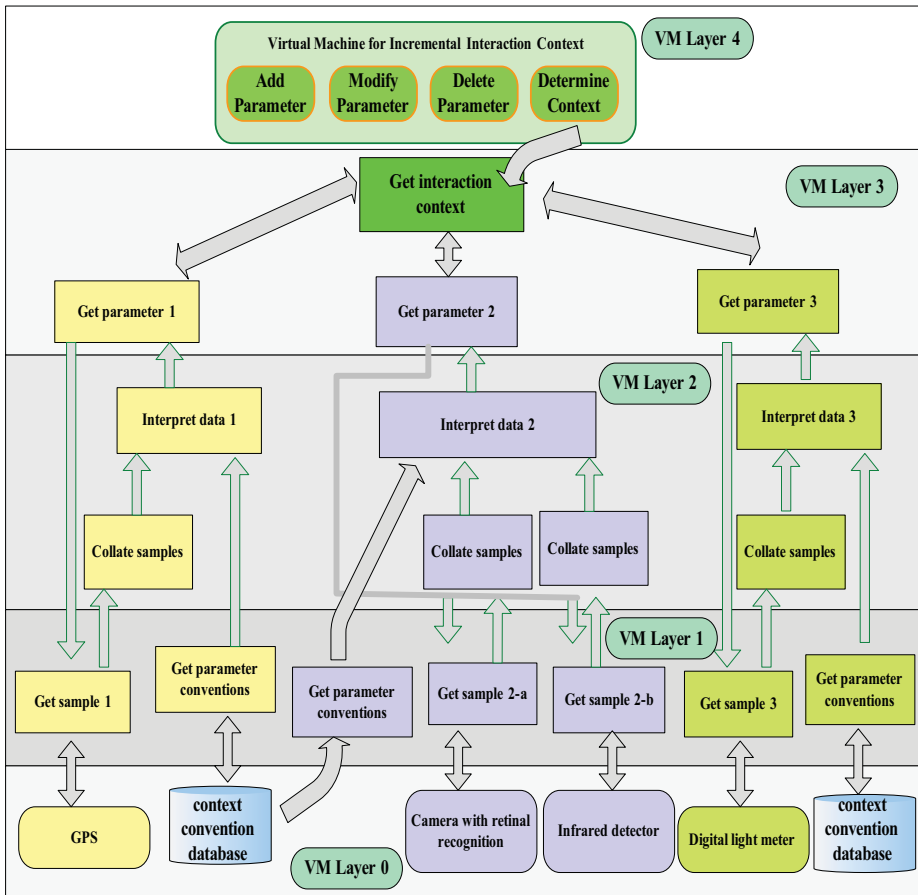 VM Layer 4
Virtual Machine for Incremental Interaction Context
Add
Parameter
Modify
Parameter
Delete
Parameter
Determine
Context
VM Layer 3
Get interaction
context
Get parameter 1
Get parameter 2
Get parameter 3
VM Layer 2
Interpret data 1
Interpret data 2
Interpret data 3
Collate samples
Collate samples
Collate samples
Collate samples
VM Layer 1
Get sample 1
Get parameter
conventions
Get parameter
conventions
Get sample 2-a
Get sample 2-b
Get sample 3
Get parameter
conventions
GPS
context
convention
database
VM Layer 0
Camera with retinal
recognition
Infrared detector
Digital light meter
context
convention
database